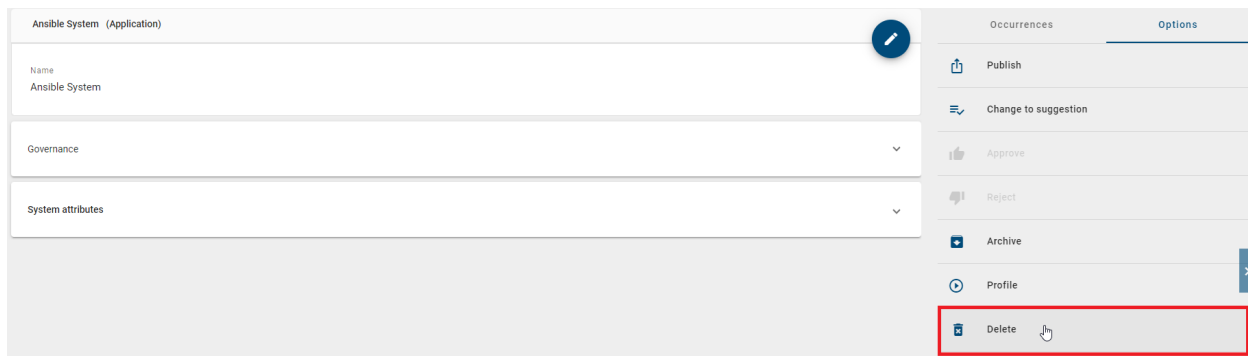 Ansible System (Application)
Name
Ansible System
Governance
System attributes
Occurrences Options
Publish
Change to suggestion
Approve
Reject
Archive
Profile
Delete